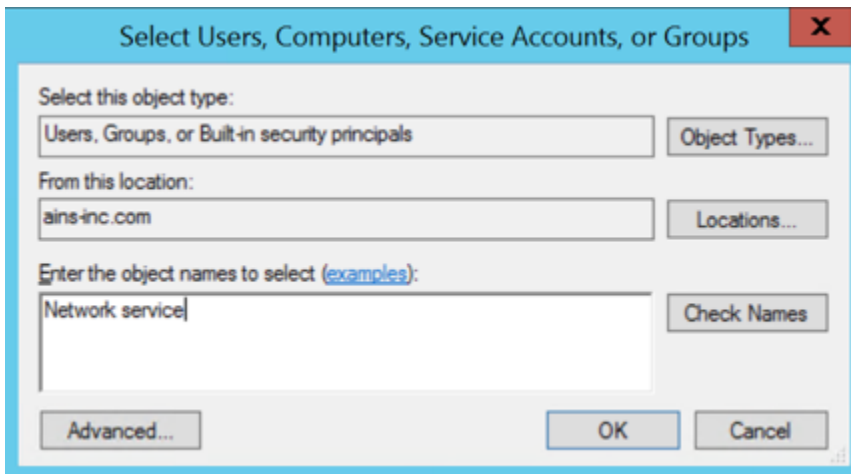 Select Users, Computers, Service Accounts, or Groups
X
Select this object type:
Users, Groups, or Built-in security principals
Object Types...
From this location:
ains-inc.com
Locations...
Enter the object names to select (examples):
Network service
Check Names
Advanced...
OK
Cancel